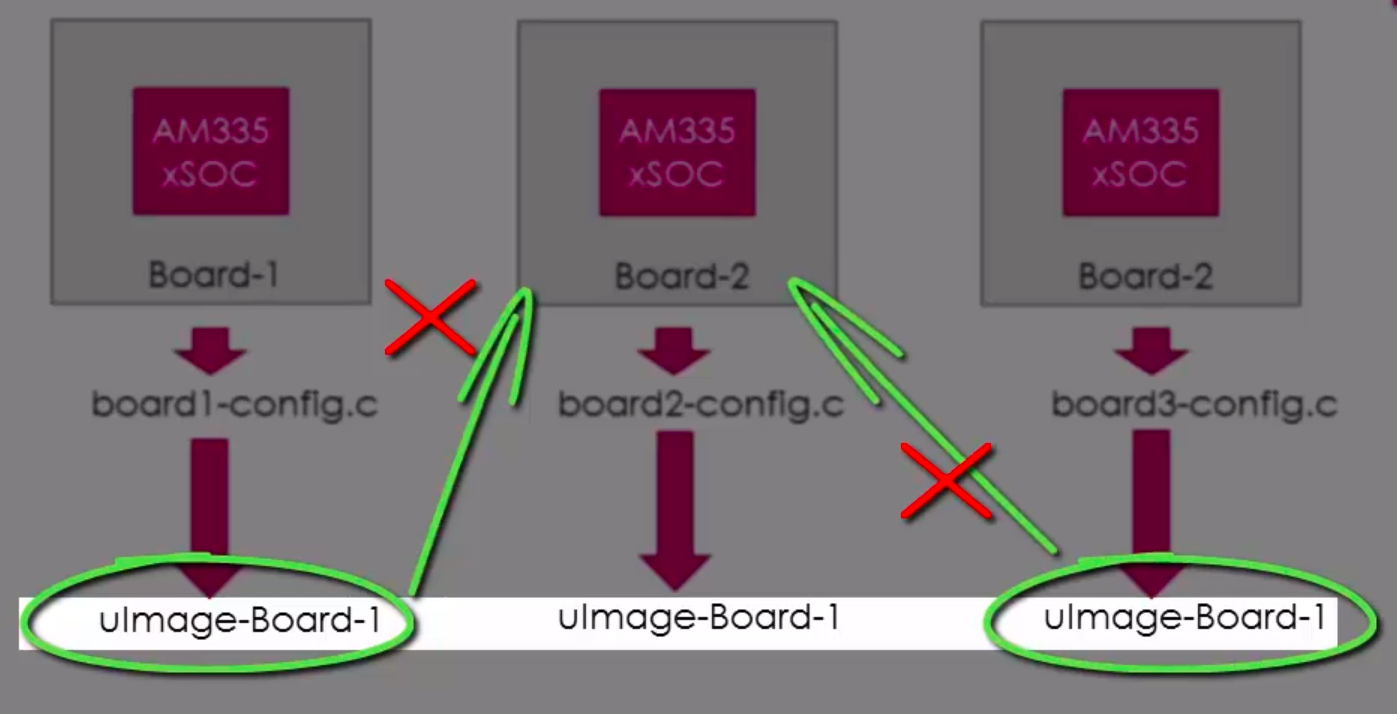 AM335
xSOC
AM335
xSOC
AM335
xSOC
Board-1
Board-2
Board-2
board1-config.c
board2-config.c
board3-config.c
uImage-Board-1
uImage-Board-1
uImage-Board-1